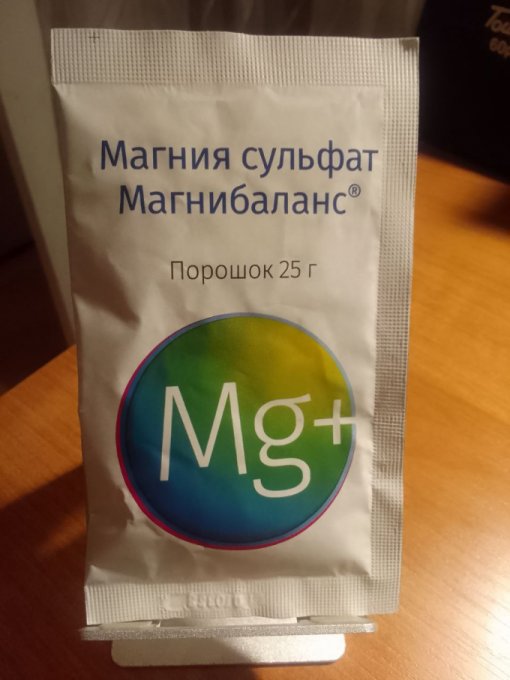 Магния сульфат
Магнибаланс®
Порошок 25 г
Mg+